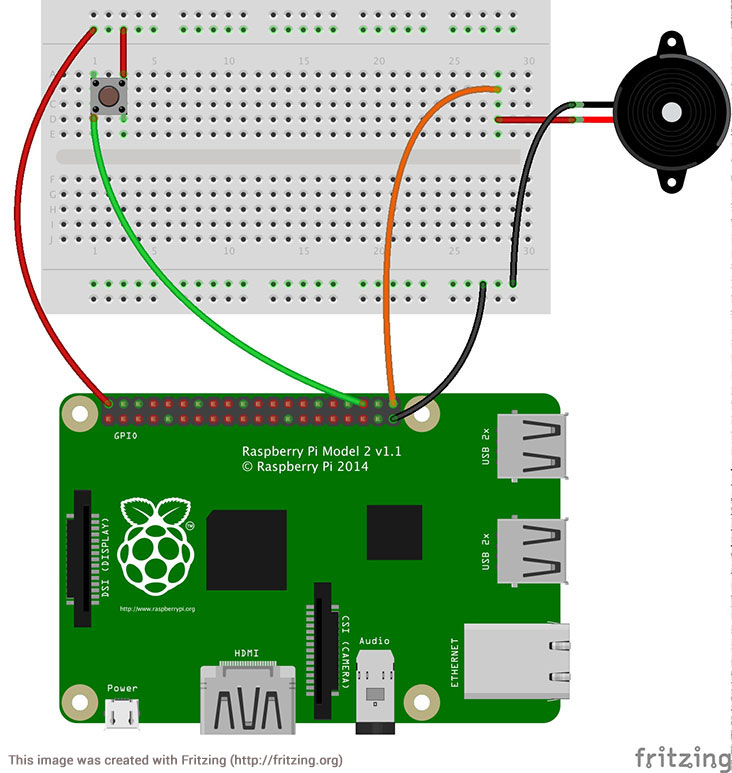 1 5 10 15 20 25 30
A
C
D
E
F
G
H
I
J
1 5 10 15 20 25 30
GPIO
Raspberry Pi Model 2 v1.1
© Raspberry Pi 2014
USB 2x
DSI (DISPLAY)
TM
USB 2x
http://www.raspberrypi.org
CSI (CAMERA)
Audio
ETHERNET
HDMI
Power
This image was created with Fritzing (http://fritzing.org)
fritzing